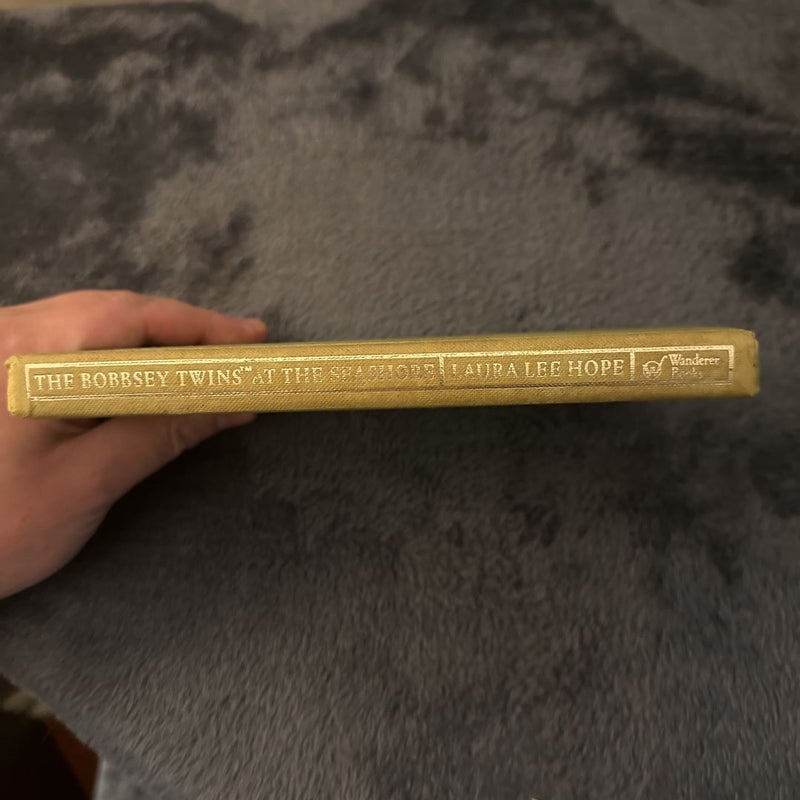 THE BOBBSEY TWINS™ AT THE SEASHORE LAURA LEE HOPE Wanderer
Books